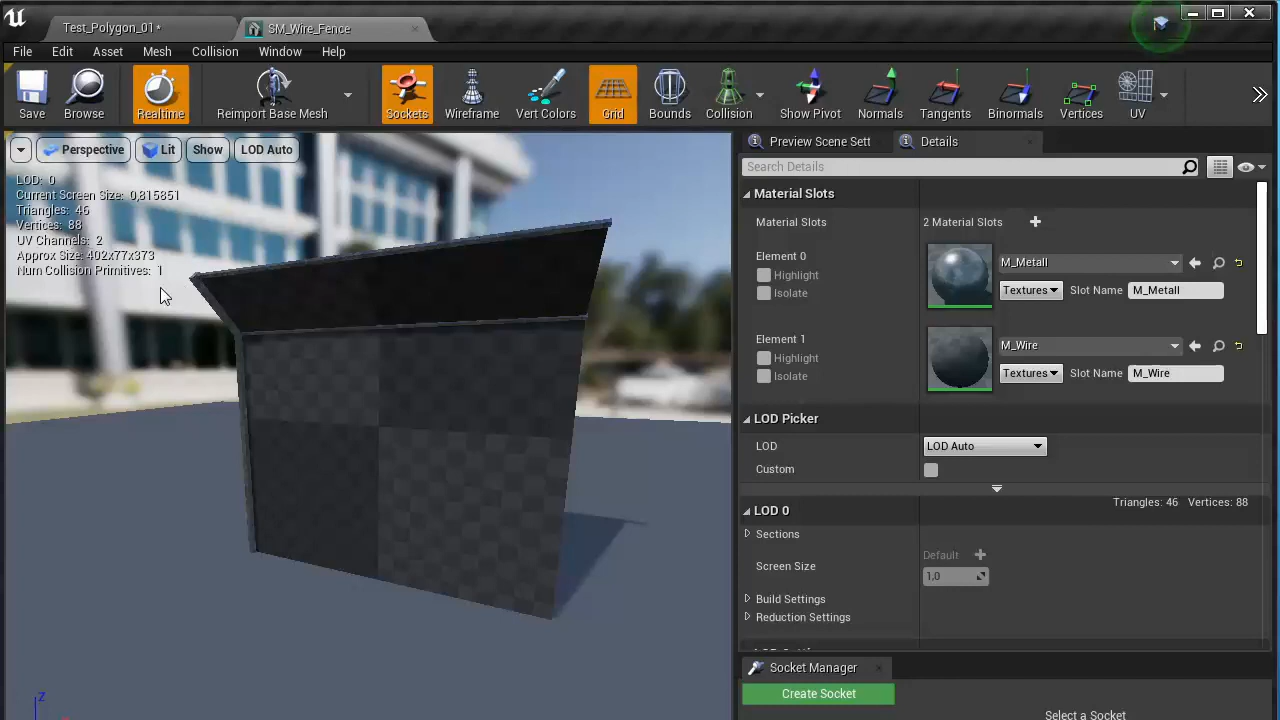 Test_Polygon_01*
SM_Wire_Fence
File Edit Asset Mesh Collision Window Help
Save Browse Realtime Reimport Base Mesh Sockets Wireframe Vert Colors Grid Bounds Collision Show Pivot Normals Tangents Binormals Vertices UV
Perspective Lit Show LOD Auto
LOD: 0
Current Screen Size: 0,815851
Triangles: 46
Vertices: 88
UV Channels: 2
Approx Size: 402x77x373
Num Collision Primitives: 1
Z
Preview Scene Sett
Details
Search Details
Material Slots
Material Slots 2 Material Slots
Element 0
Highlight
Isolate
M_Metall
Textures Slot Name M_Metall
Element 1
Highlight
Isolate
M_Wire
Textures Slot Name M_Wire
LOD Picker
LOD LOD Auto
Custom
LOD 0
Triangles: 46 Vertices: 88
Sections
Screen Size
Default
1,0
Build Settings
Reduction Settings
Socket Manager
Create Socket
Select a Socket